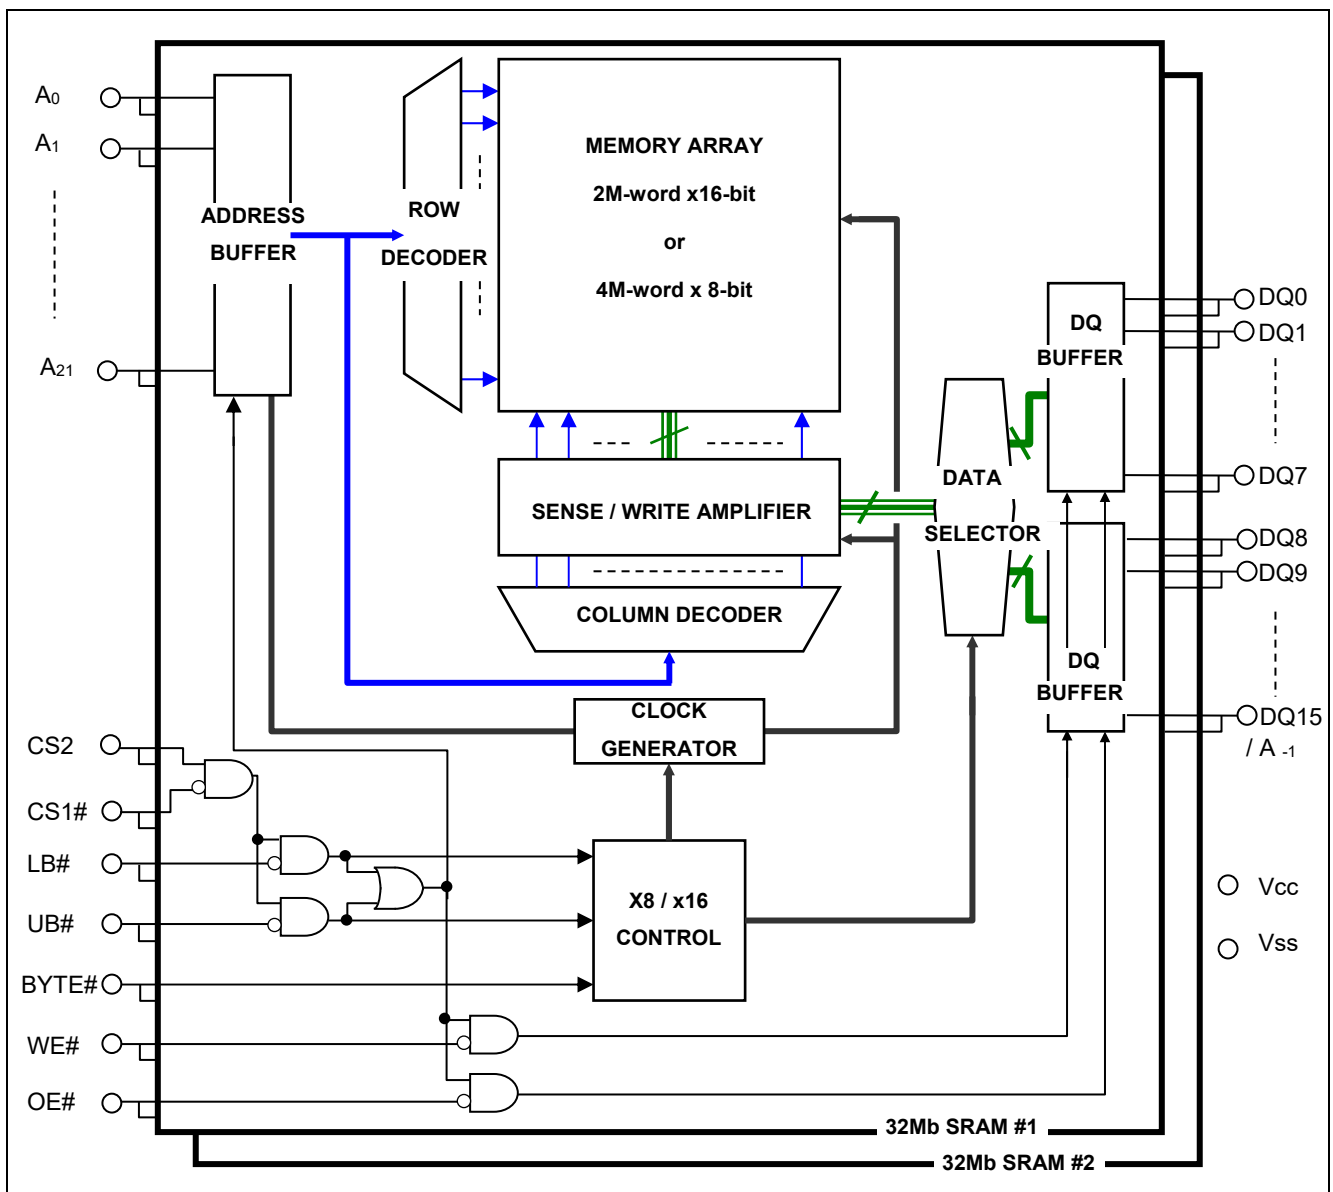 A0
A1
A21
ADDRESS
BUFFER
ROW
DECODER
MEMORY ARRAY
2M-word x16-bit
or
4M-word x 8-bit
SENSE / WRITE AMPLIFIER
COLUMN DECODER
CLOCK
GENERATOR
X8 / x16
CONTROL
DATA
SELECTOR
DQ
BUFFER
DQ
BUFFER
DQ0
DQ1
DQ7
DQ8
DQ9
DQ15
/ A -1
CS2
CS1#
LB#
UB#
BYTE#
WE#
OE#
Vcc
Vss
32Mb SRAM #1
32Mb SRAM #2